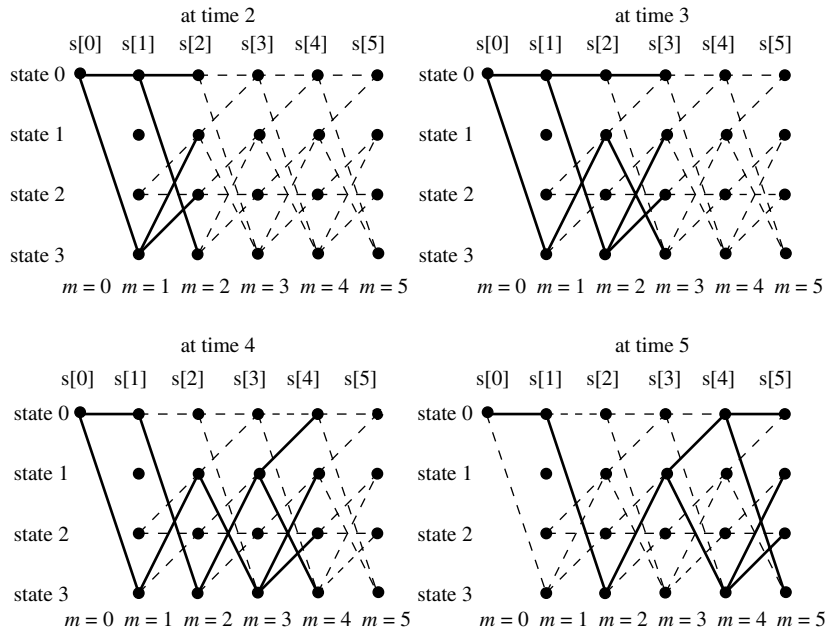 at time 2
s[0] s[1] s[2] s[3] s[4] s[5]
state 0
state 1
state 2
state 3
m = 0 m = 1 m = 2 m = 3 m = 4 m = 5
at time 3
s[0] s[1] s[2] s[3] s[4] s[5]
state 0
state 1
state 2
state 3
m = 0 m = 1 m = 2 m = 3 m = 4 m = 5
at time 4
s[0] s[1] s[2] s[3] s[4] s[5]
state 0
state 1
state 2
state 3
m = 0 m = 1 m = 2 m = 3 m = 4 m = 5
at time 5
s[0] s[1] s[2] s[3] s[4] s[5]
state 0
state 1
state 2
state 3
m = 0 m = 1 m = 2 m = 3 m = 4 m = 5